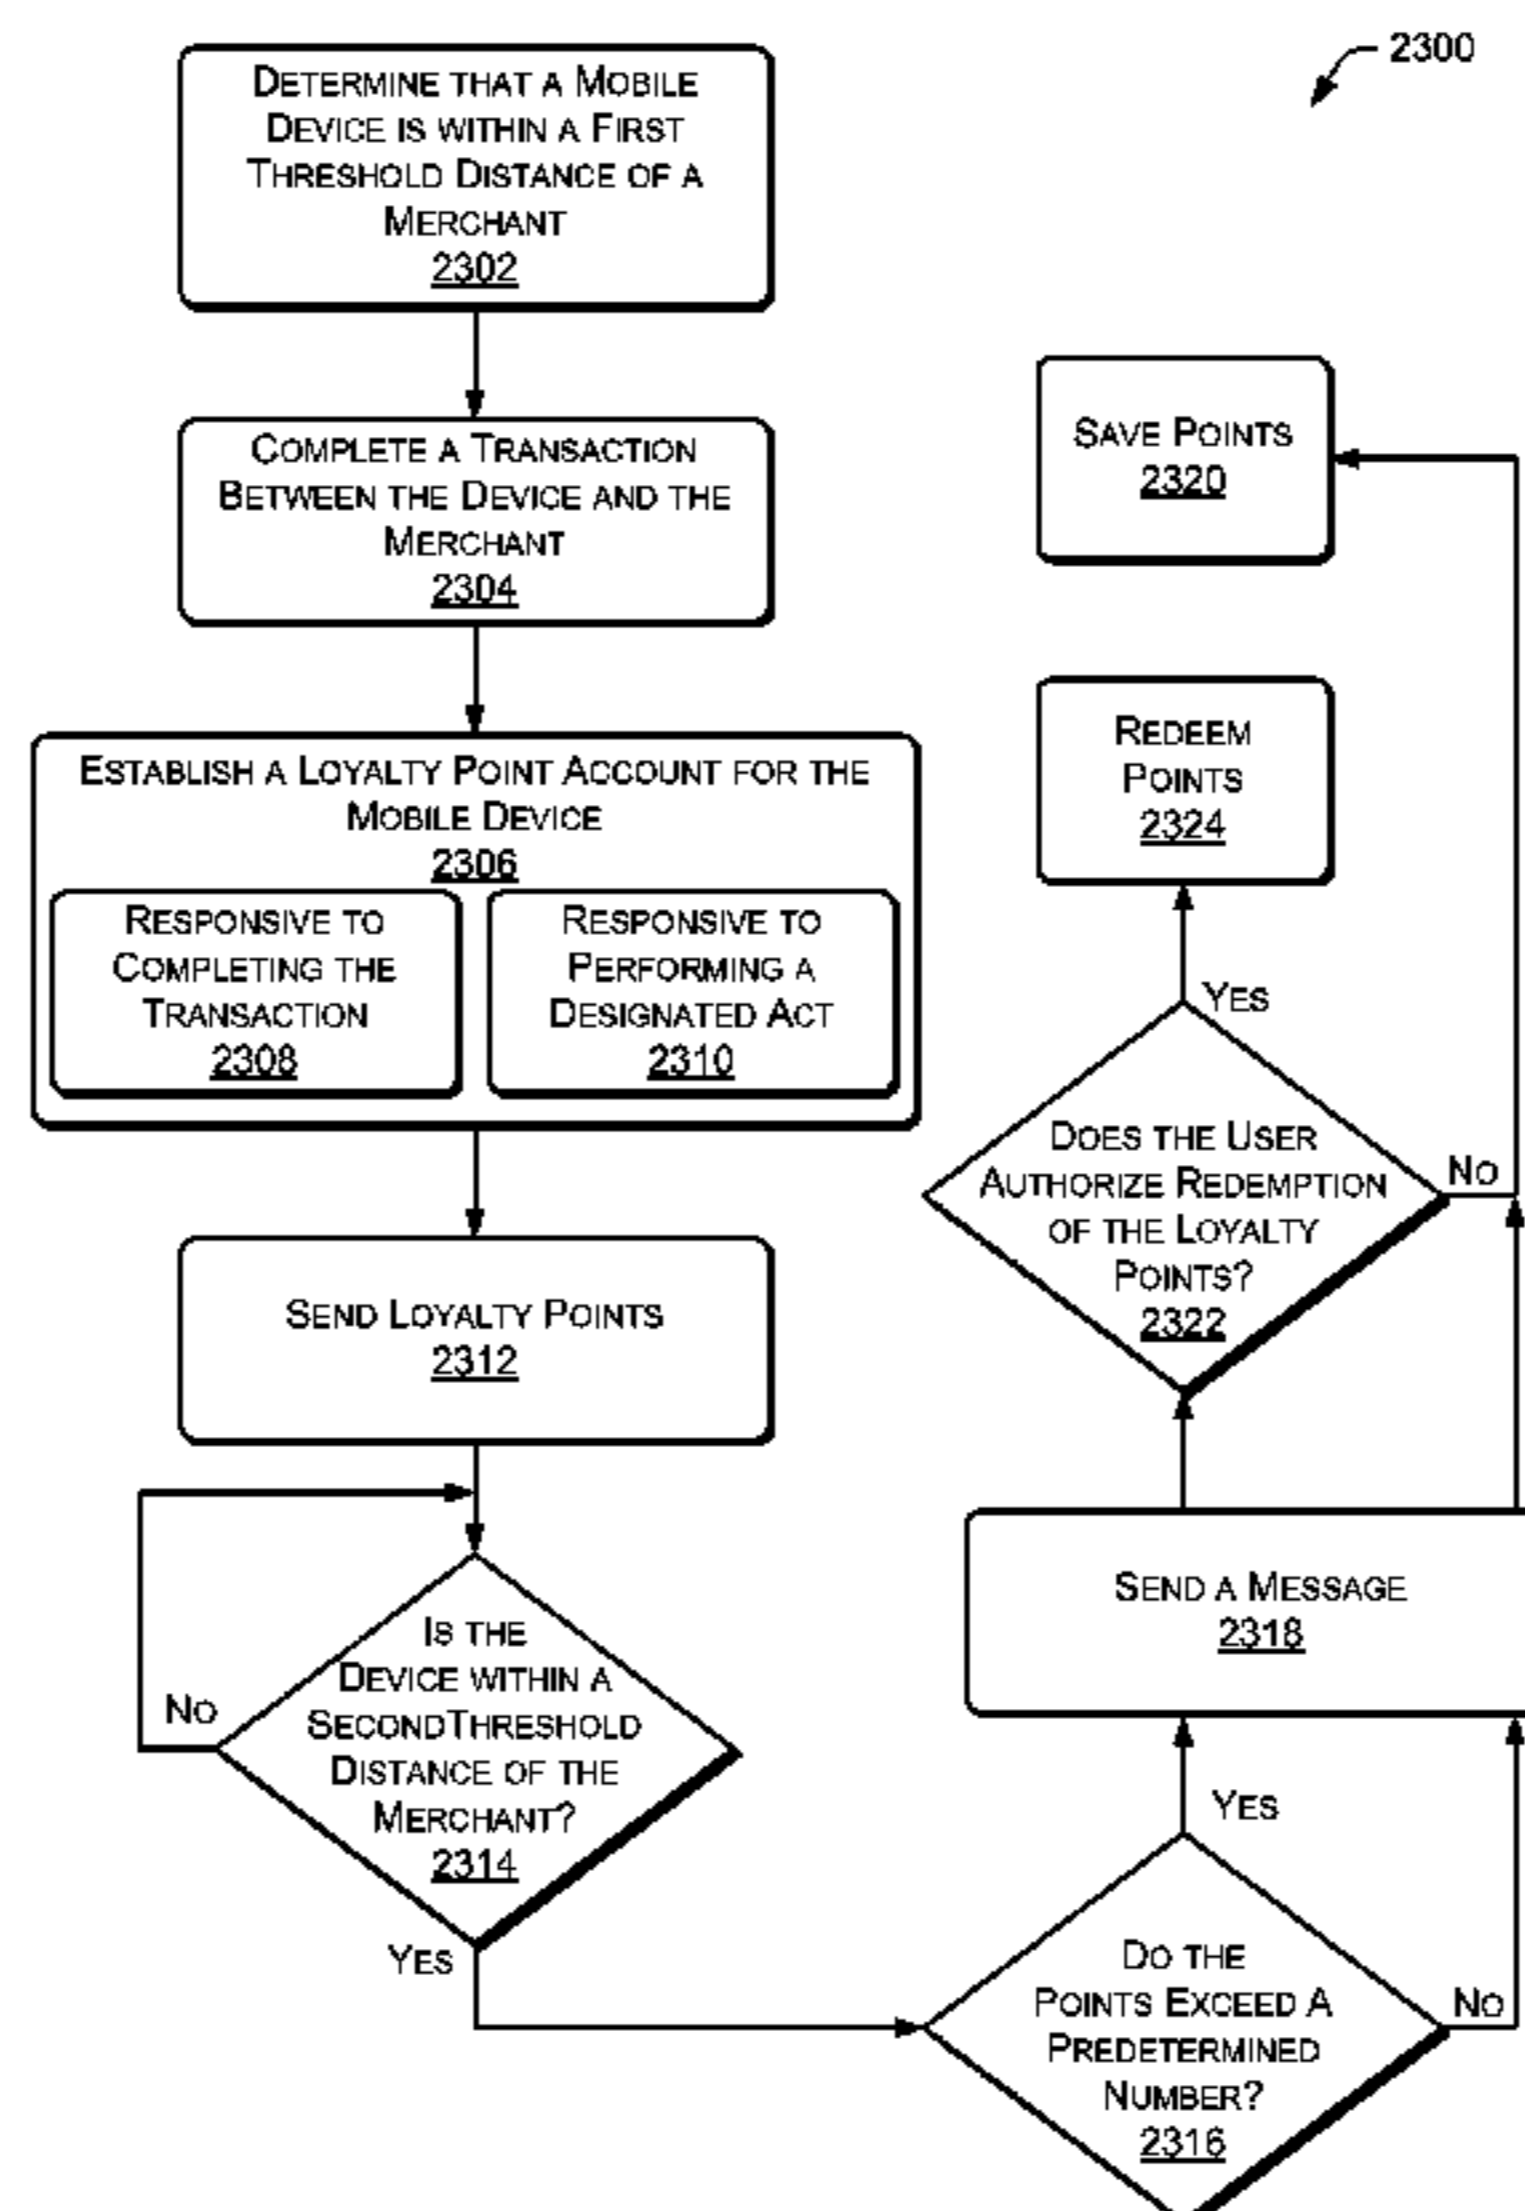 2300
DETERMINE THAT A MOBILE
DEVICE IS WITHIN A FIRST
THRESHOLD DISTANCE OF A
MERCHANT
2302
COMPLETE A TRANSACTION
BETWEEN THE DEVICE AND THE
MERCHANT
2304
ESTABLISH A LOYALTY POINT ACCOUNT FOR THE
MOBILE DEVICE
2306
RESPONSIVE TO
COMPLETING THE
TRANSACTION
2308
RESPONSIVE TO
PERFORMING A
DESIGNATED ACT
2310
SEND LOYALTY POINTS
2312
IS THE
DEVICE WITHIN A
SECONDTHRESHOLD
DISTANCE OF THE
MERCHANT?
2314
NO
YES
DO THE
POINTS EXCEED A
PREDETERMINED
NUMBER?
2316
YES
NO
SEND A MESSAGE
2318
DOES THE USER
AUTHORIZE REDEMPTION
OF THE LOYALTY
POINTS?
2322
YES
NO
REDEEM
POINTS
2324
SAVE POINTS
2320